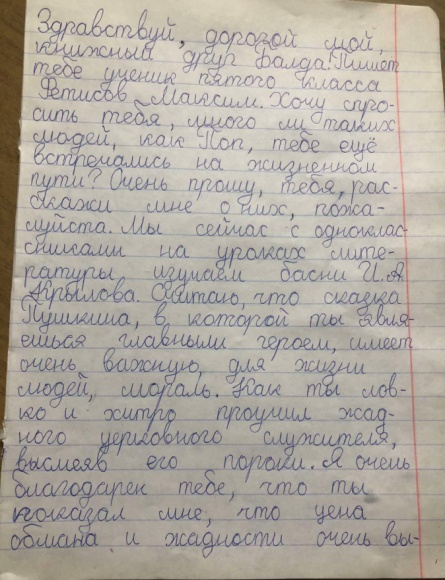 Здравствуй, дорогой мой,
книжный друг Балда! Пишет
тебе ученик пятого класса
Фетисов Максим. Хочу спро-
сить тебя, много ли таких
людей, как Поп, тебе ещё
встречались на жизненном
пути? Очень прошу, тебя, рас-
скажи мне о них, пожа-
луйста. Мы сейчас с однокла-
сниками на уроках лите-
ратуры изучаем басни И.А.
Крылова. Считаю, что сказка
Пушкина, в которой ты явля-
ешься главным героем, имеет
очень важную, для жизни
людей, мораль. Как ты лов-
ко и хитро проучил жад-
ного церковного служителя,
высмеяв его пороки. Я очень
благодарен тебе, что ты
показал мне, что цена
обмана и жадности очень вы-